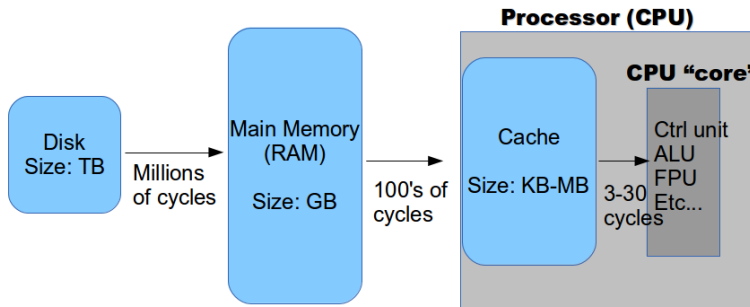 Processor (CPU)
CPU “core”
Disk
Size: TB
Millions
of cycles
Main Memory
(RAM)
Size: GB
100's of
cycles
Cache
Size: KB-MB
3-30
cycles
Ctrl unit
ALU
FPU
Etc...